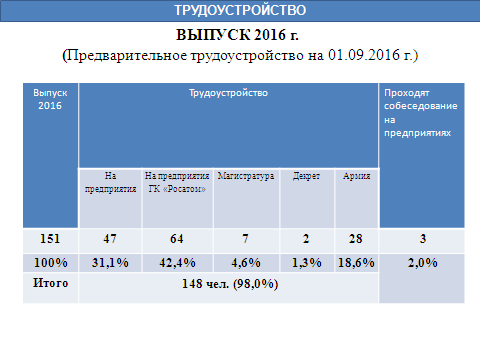 ТРУДОУСТРОЙСТВО
ВЫПУСК 2016 г.
(Предварительное трудоустройство на 01.09.2016 г.)
Выпуск 2016
Трудоустройство
Проходят собеседование на предприятиях
На предприятия
На предприятия ГК «Росатом»
Магистратура
Декрет
Армия
151 47 64 7 2 28 3
100% 31,1% 42,4% 4,6% 1,3% 18,6% 2,0%
Итого 148 чел. (98,0%)